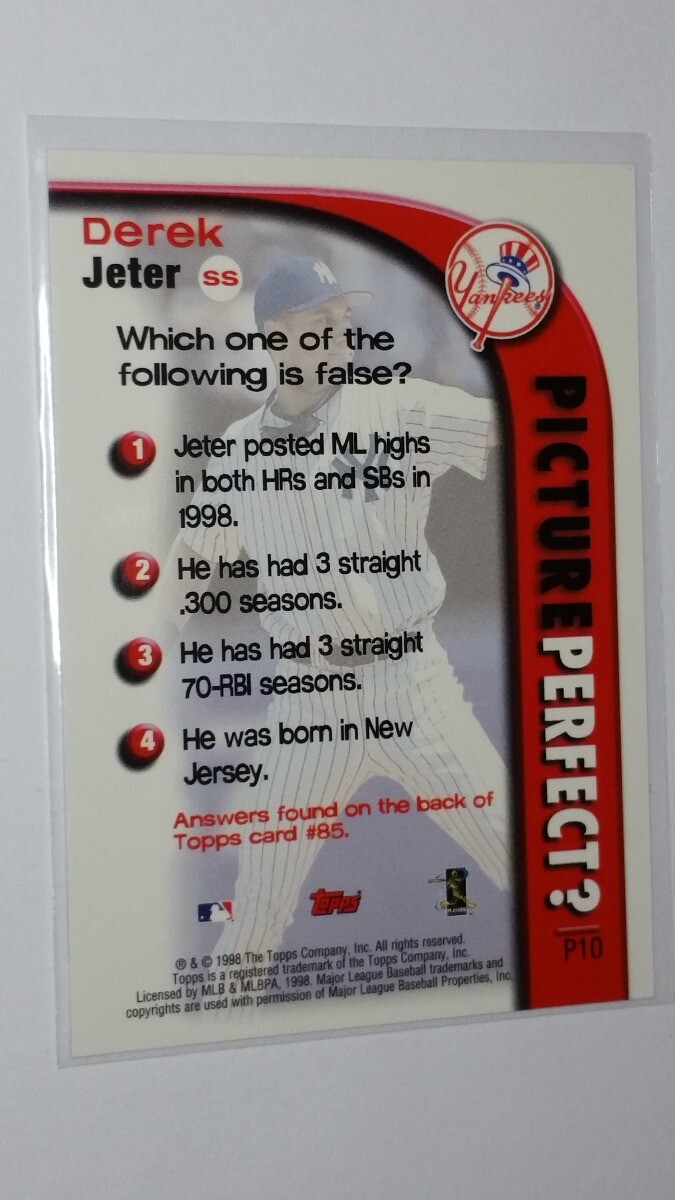 Derek
Jeter SS
Yankees
Which one of the
following is false?
1 Jeter posted ML highs
in both HRs and SBs in
1998.
2 He has had 3 straight
.300 seasons.
3 He has had 3 straight
70-RBI seasons.
4 He was born in New
Jersey.
Answers found on the back of
Topps card #85.
PICTURE PERFECT?
P10
Topps
® & © 1998 The Topps Company, Inc. All rights reserved.
Topps is a registered trademark of the Topps Company, Inc.
Licensed by MLB & MLBPA, 1998. Major League Baseball trademarks and
copyrights are used with permission of Major League Baseball Properties, Inc.